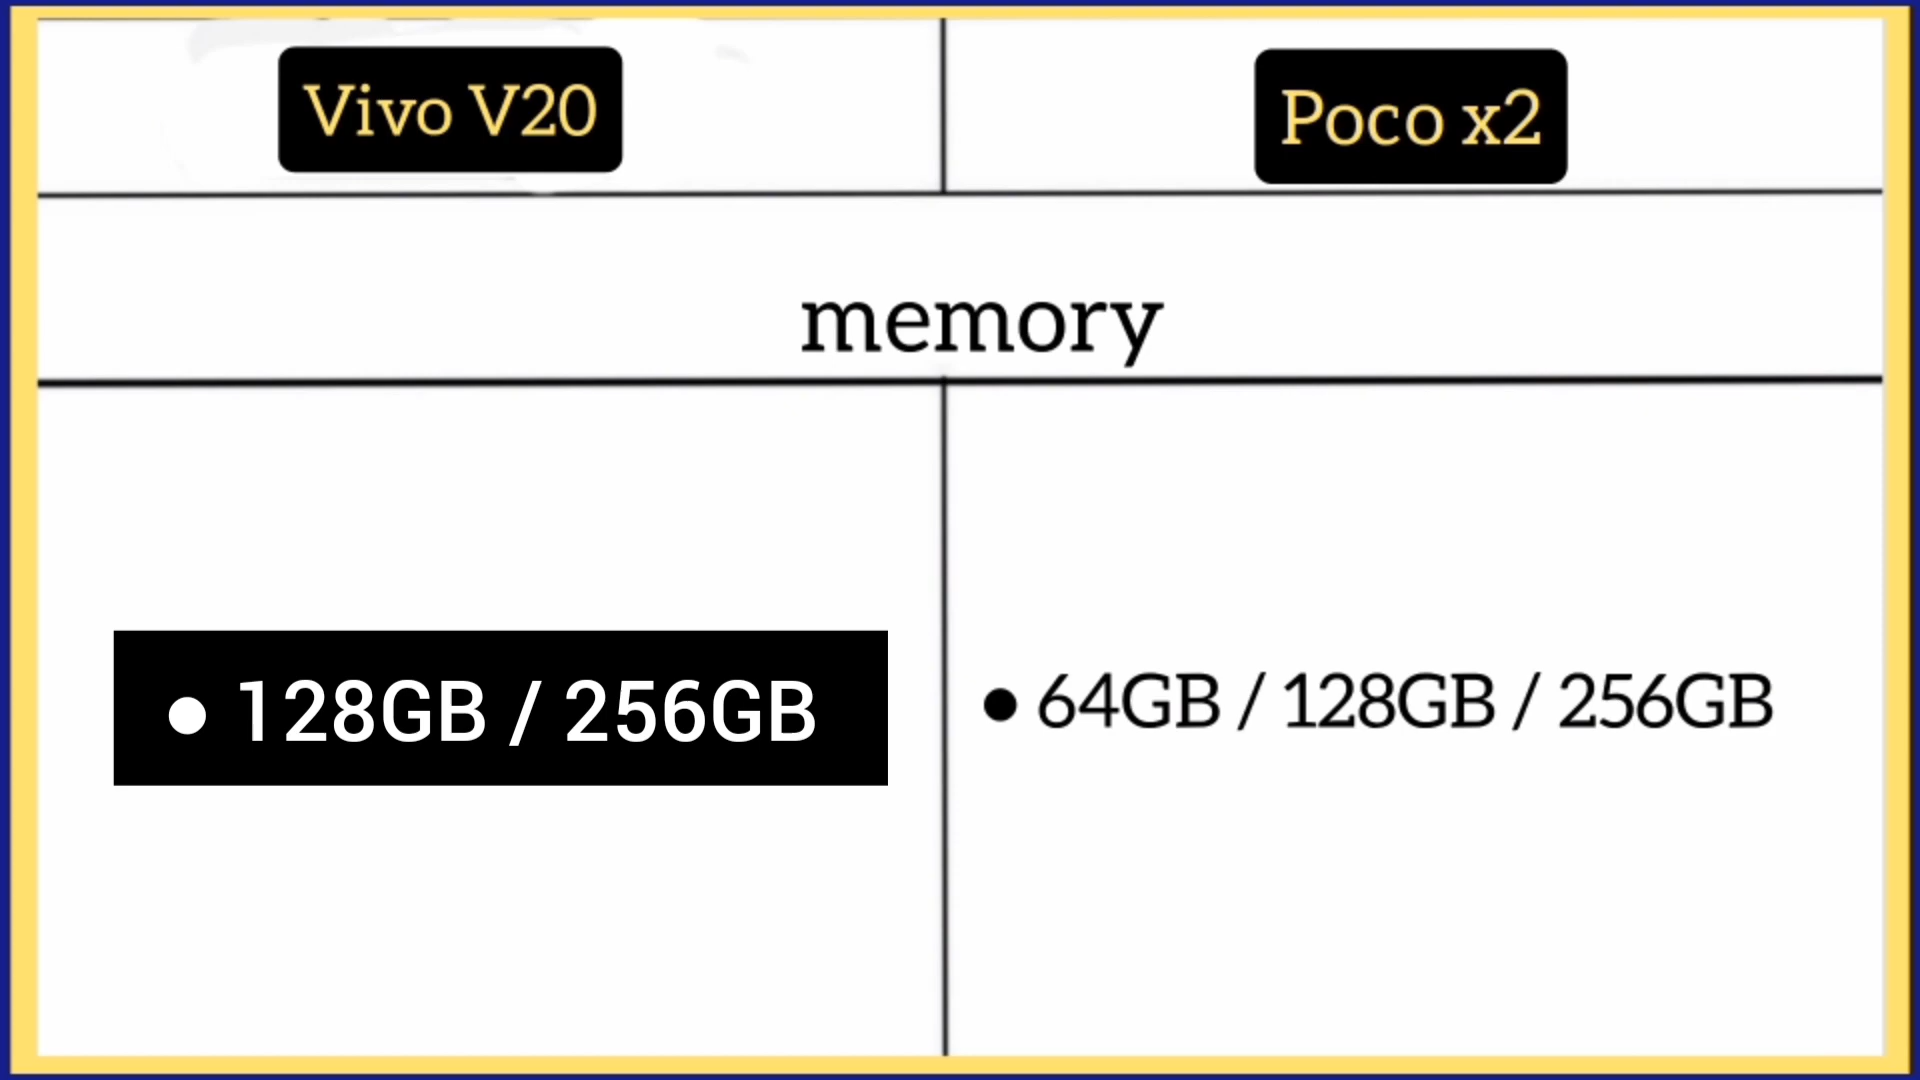 Vivo V20
Poco x2
memory
● 128GB / 256GB
● 64GB / 128GB / 256GB